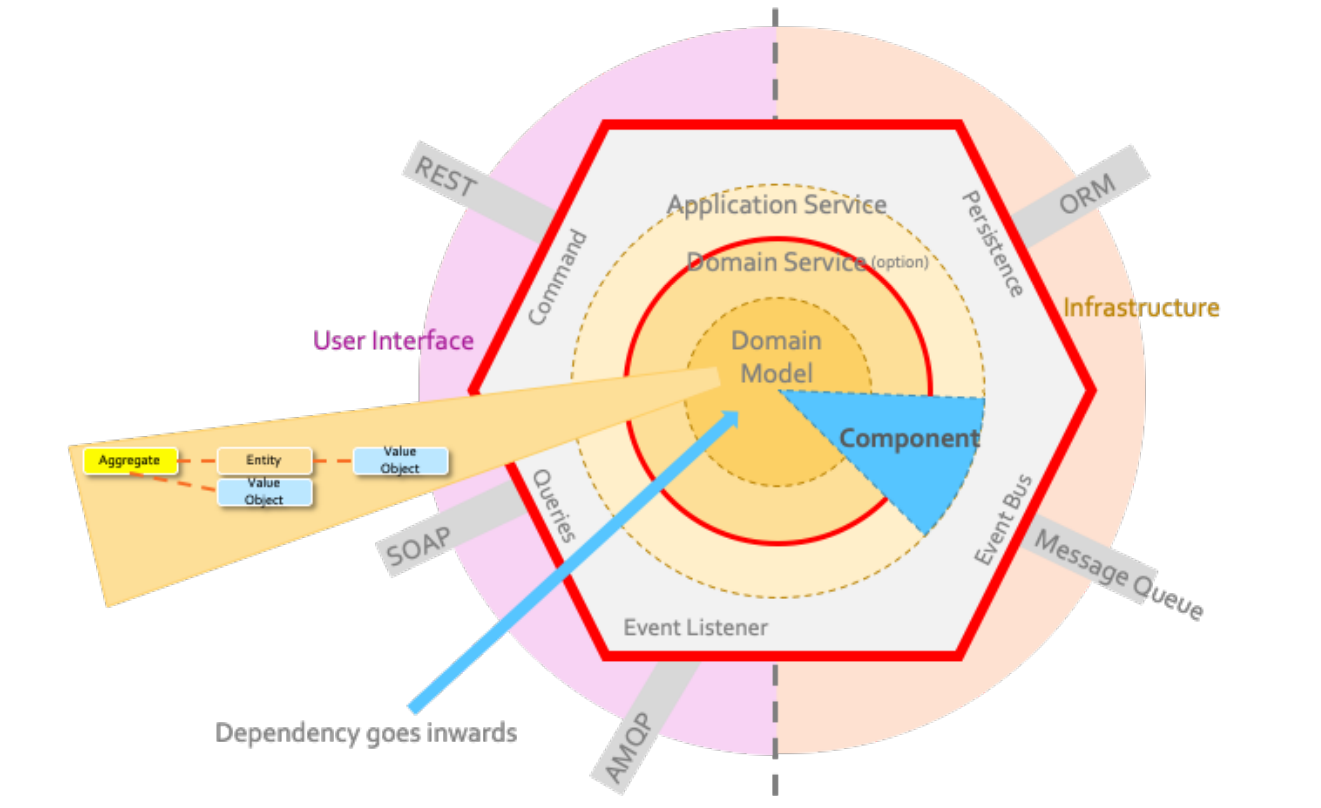 REST
ORM
Command
Application Service
Persistence
Domain Service (option)
User Interface
Infrastructure
Domain
Model
Component
Aggregate
Entity
Value
Object
Value
Object
Queries
SOAP
Event Bus
Message Queue
Event Listener
Dependency goes inwards
AMQP